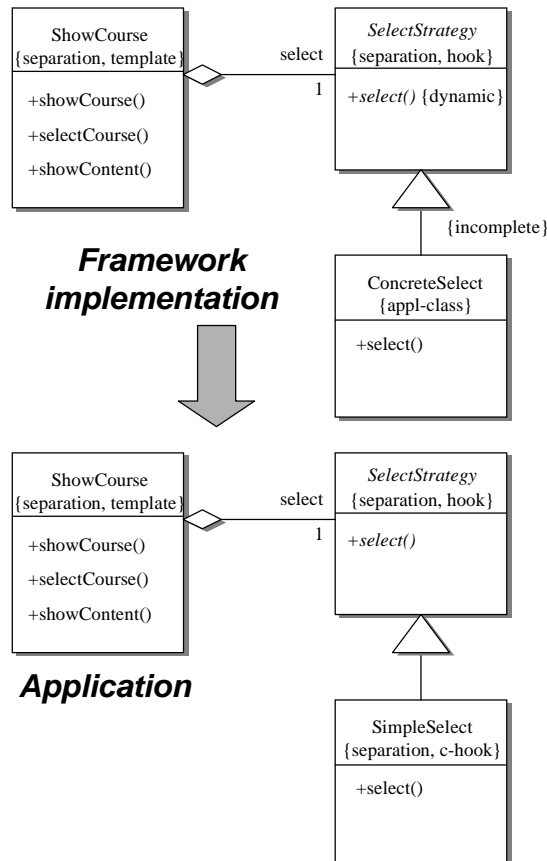 ShowCourse
{separation, template}
+showCourse()
+selectCourse()
+showContent()
select
1
SelectStrategy
{separation, hook}
+select() {dynamic}
{incomplete}
ConcreteSelect
{appl-class}
+select()
Framework
implementation
ShowCourse
{separation, template}
+showCourse()
+selectCourse()
+showContent()
select
1
SelectStrategy
{separation, hook}
+select()
Application
SimpleSelect
{separation, c-hook}
+select()